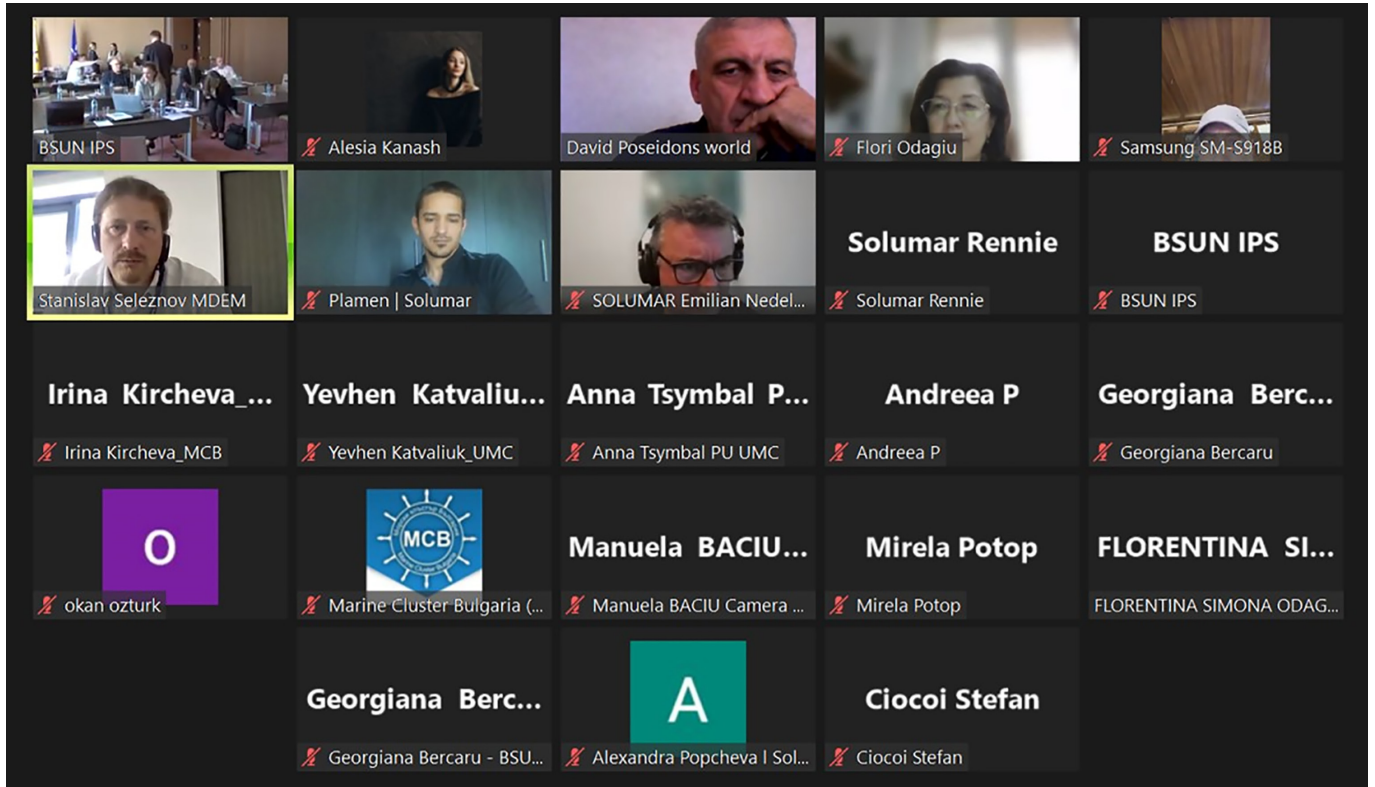 BSUN IPS
Alesia Kanash
David Poseidons world
Flori Odagiu
Samsung SM-S918B
Stanislav Seleznov MDEM
Plamen | Solumar
SOLUMAR Emilian Nedel...
Solumar Rennie
Solumar Rennie
BSUN IPS
BSUN IPS
Irina Kircheva_...
Irina Kircheva_MCB
Yevhen Katvaliu...
Yevhen Katvaliuk_UMC
Anna Tsymbal P...
Anna Tsymbal PU UMC
Andreea P
Andreea P
Georgiana Berc...
Georgiana Bercaru
O
okan ozturk
MCB
Marine Cluster Bulgaria
Marine Cluster Bulgaria (...
Manuela BACIU...
Manuela BACIU Camera ...
Mirela Potop
Mirela Potop
FLORENTINA SI...
FLORENTINA SIMONA ODAG...
Georgiana Berc...
Georgiana Bercaru - BSU...
A
Alexandra Popcheva l Sol...
Ciocoi Stefan
Ciocoi Stefan